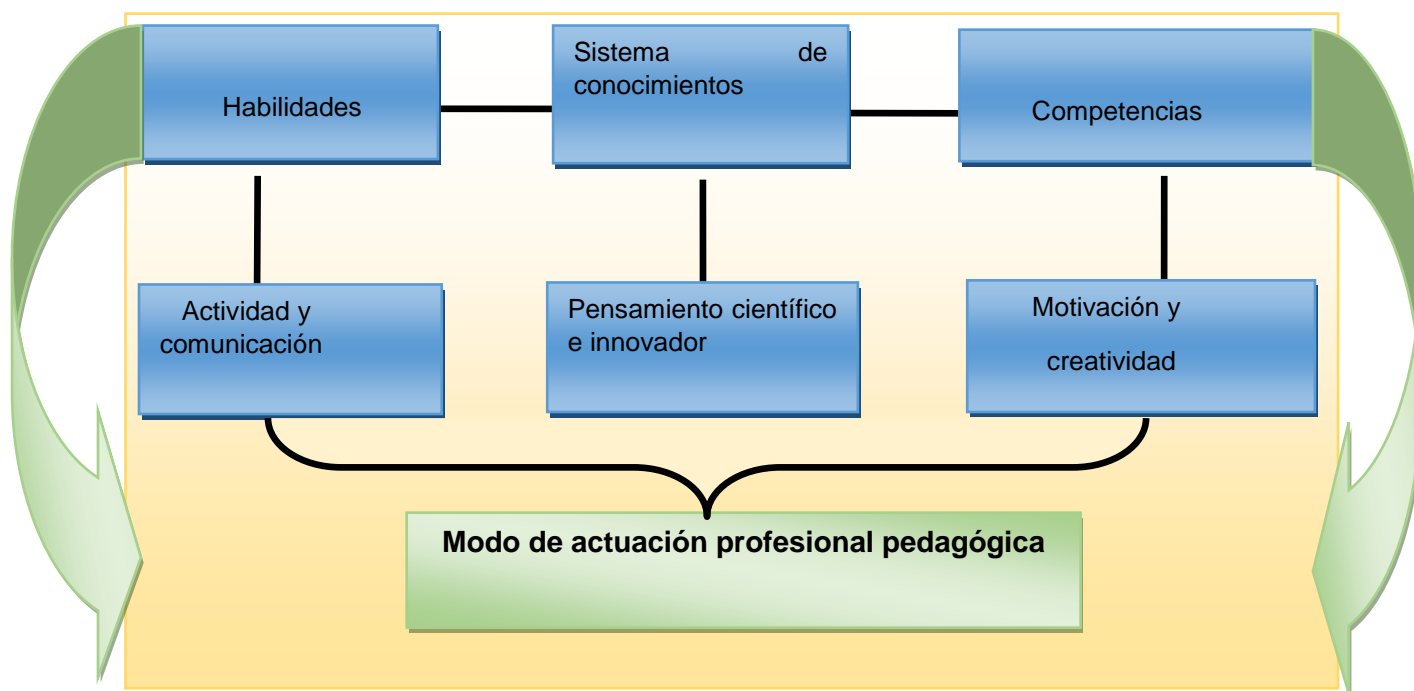 Habilidades
Sistema de
conocimientos
Competencias
Actividad y
comunicación
Pensamiento científico
e innovador
Motivación y
creatividad
Modo de actuación profesional pedagógica